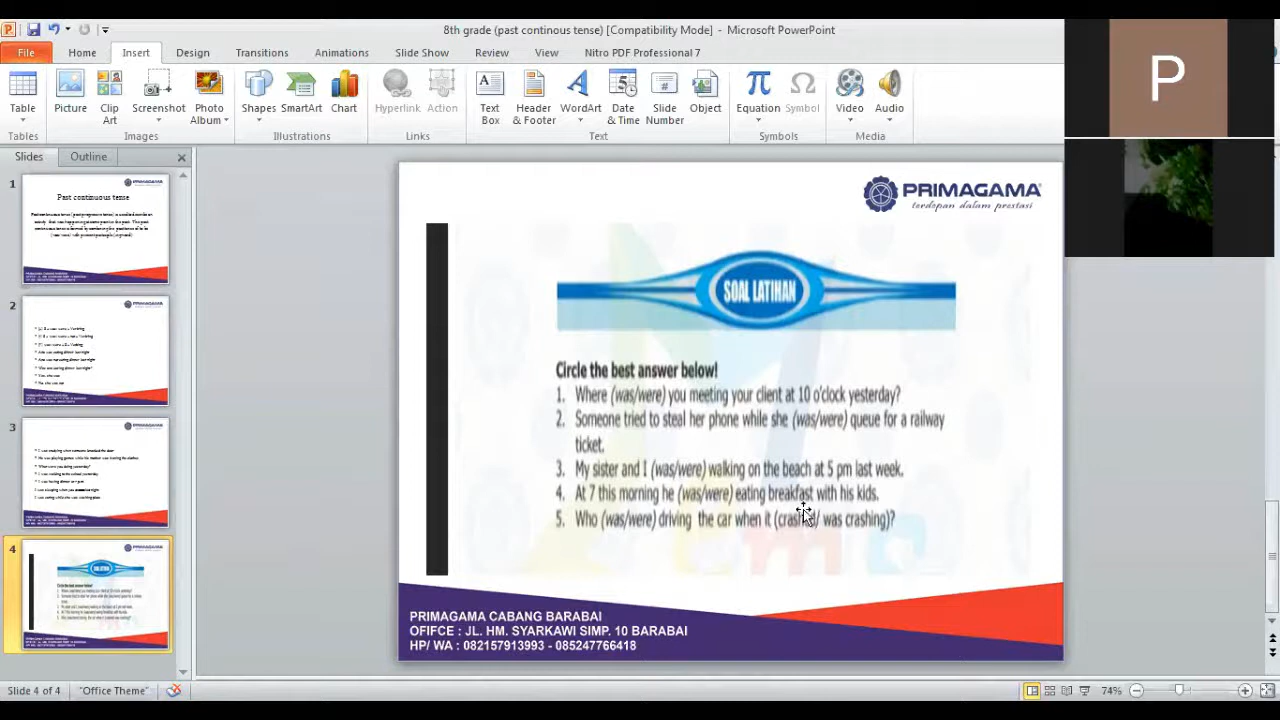 8th grade (past continous tense) [Compatibility Mode] - Microsoft PowerPoint
File Home Insert Design Transitions Animations Slide Show Review View Nitro PDF Professional 7
Table Picture Clip Art Screenshot Photo Album Shapes SmartArt Chart Hyperlink Action Text Box Header & Footer WordArt Date & Time Slide Number Object Equation Symbol Video Audio
Tables Images Illustrations Links Text Symbols Media
P
Slides Outline
1
Past continuous tense
2
3
4
PRIMAGAMA
terdepan dalam prestasi
SOAL LATIHAN
Circle the best answer below!
1. Where (was/were) you meeting your client at 10 o'clock yesterday?
2. Someone tried to steal her phone while she (was/were) queue for a railway
ticket.
3. My sister and I (was/were) walking on the beach at 5 pm last week.
4. At 7 this morning he (was/were) eating breakfast with his kids.
5. Who (was/were) driving the car when it (crashed/ was crashing)?
PRIMAGAMA CABANG BARABAI
OFIFCE : JL. HM. SYARKAWI SIMP. 10 BARABAI
HP/ WA : 082157913993 - 085247766418
Slide 4 of 4 "Office Theme" 74%